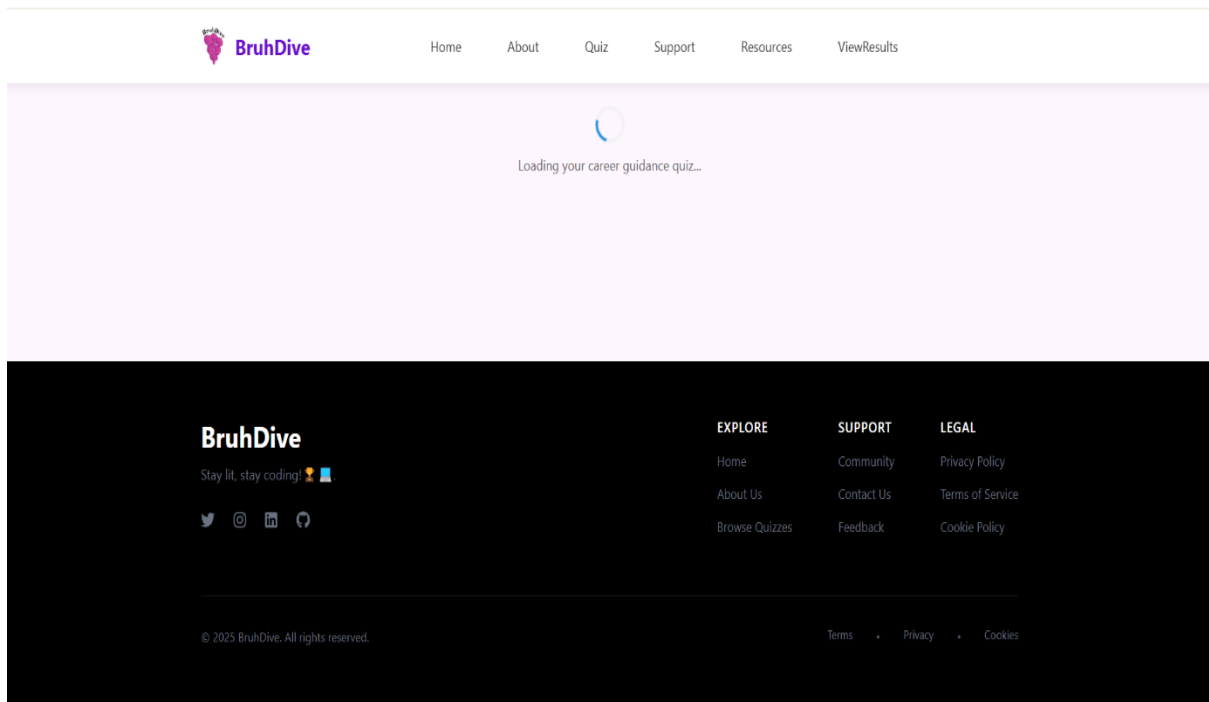 BruhDive
BruhDive Home About Quiz Support Resources ViewResults
Loading your career guidance quiz...
BruhDive
Stay lit, stay coding! 🏆 💻.
EXPLORE
Home
About Us
Browse Quizzes
SUPPORT
Community
Contact Us
Feedback
LEGAL
Privacy Policy
Terms of Service
Cookie Policy
© 2025 BruhDive. All rights reserved.
Terms • Privacy • Cookies